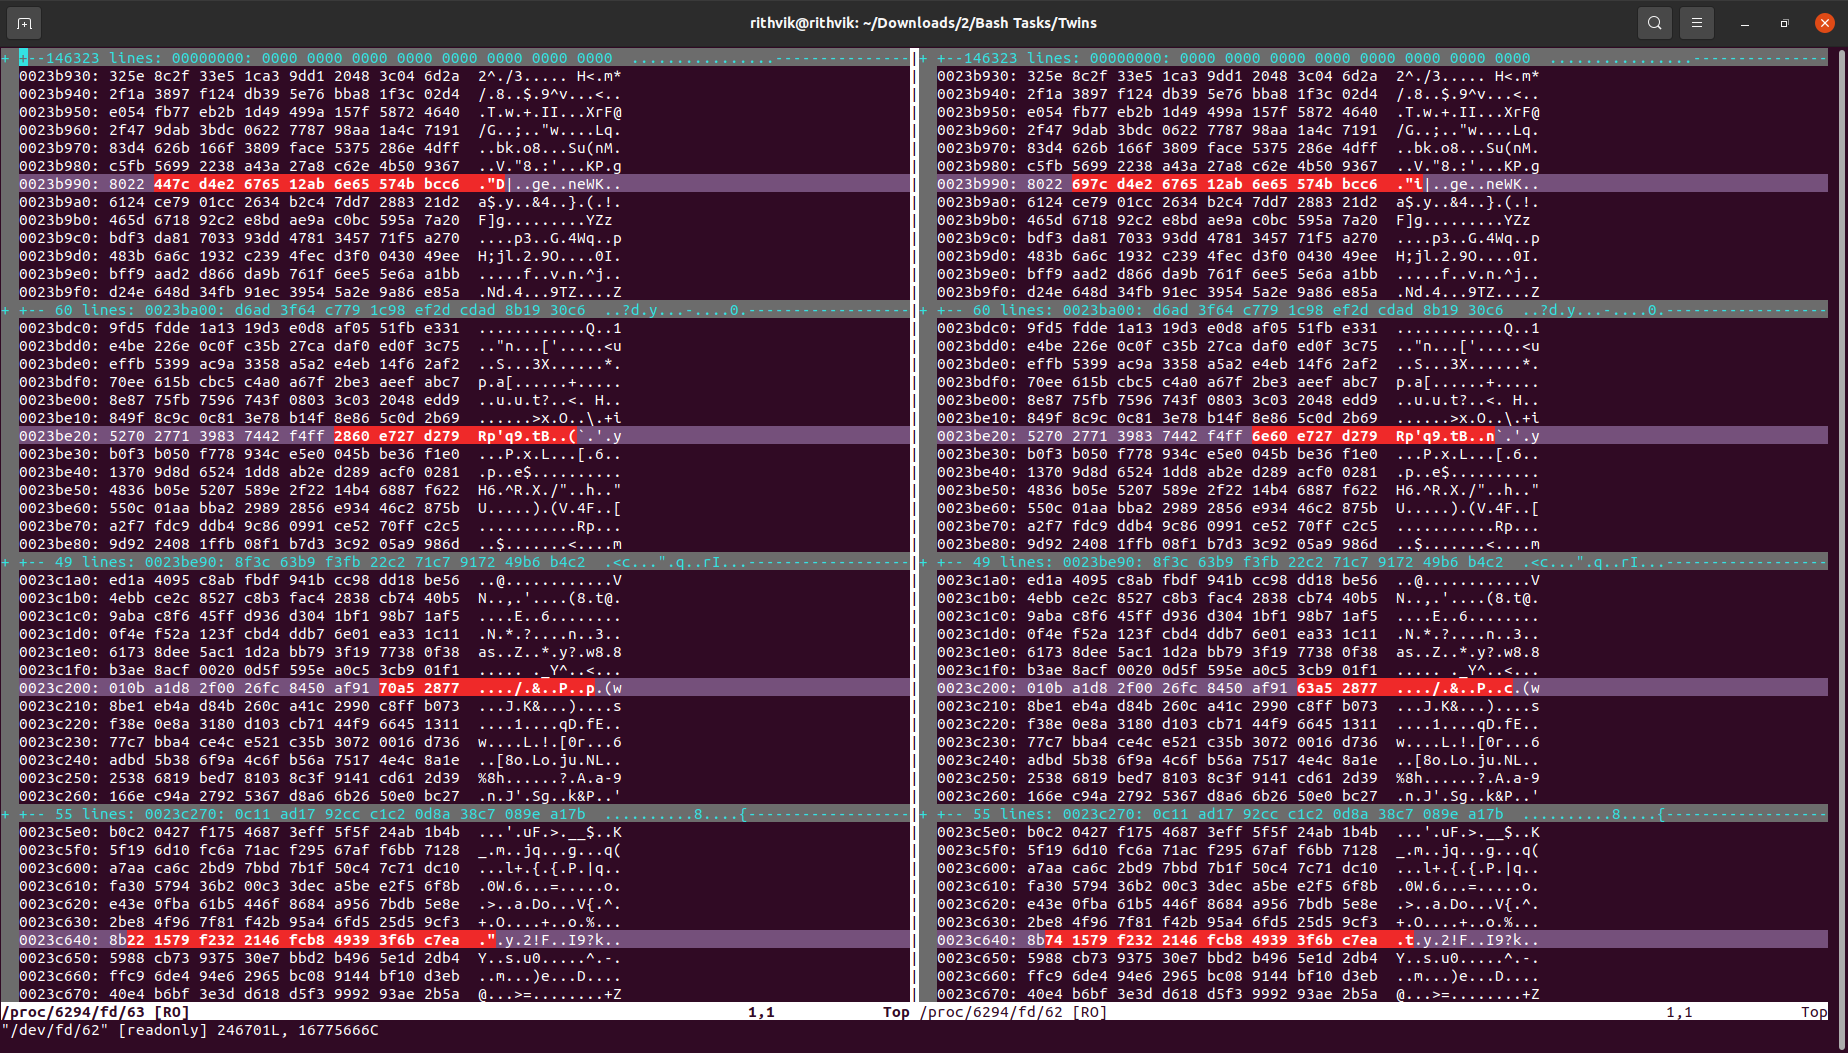 rithvik@rithvik: ~/Downloads/2/Bash Tasks/Twins
+ +--146323 lines: 00000000: 0000 0000 0000 0000 0000 0000 0000 0000  ................---------------
0023b930: 325e 8c2f 33e5 1ca3 9dd1 2048 3c04 6d2a  2^./3..... H<.m*
0023b940: 2f1a 3897 f124 db39 5e76 bba8 1f3c 02d4  /.8..$.9^v...<..
0023b950: e054 fb77 eb2b 1d49 499a 157f 5872 4640  .T.w.+.II...XrF@
0023b960: 2f47 9dab 3bdc 0622 7787 98aa 1a4c 7191  /G..;.."w....Lq.
0023b970: 83d4 626b 166f 3809 face 5375 286e 4dff  ..bk.o8...Su(nM.
0023b980: c5fb 5699 2238 a43a 27a8 c62e 4b50 9367  ..V."8.:'...KP.g
0023b990: 8022 447c d4e2 6765 12ab 6e65 574b bcc6  ."D|..ge..neWK..
0023b9a0: 6124 ce79 01cc 2634 b2c4 7dd7 2883 21d2  a$.y..&4..}.(.!.
0023b9b0: 465d 6718 92c2 e8bd ae9a c0bc 595a 7a20  F]g.........YZz
0023b9c0: bdf3 da81 7033 93dd 4781 3457 71f5 a270  ....p3..G.4Wq..p
0023b9d0: 483b 6a6c 1932 c239 4fec d3f0 0430 49ee  H;jl.2.9O....0I.
0023b9e0: bff9 aad2 d866 da9b 761f 6ee5 5e6a a1bb  .....f..v.n.^j..
0023b9f0: d24e 648d 34fb 91ec 3954 5a2e 9a86 e85a  .Nd.4...9TZ....Z
+ +-- 60 lines: 0023ba00: d6ad 3f64 c779 1c98 ef2d cdad 8b19 30c6  ..?d.y...-....0.------------------
0023bdc0: 9fd5 fdde 1a13 19d3 e0d8 af05 51fb e331  ............Q..1
0023bdd0: e4be 226e 0c0f c35b 27ca daf0 ed0f 3c75  .."n...['.....<u
0023bde0: effb 5399 ac9a 3358 a5a2 e4eb 14f6 2af2  ..S...3X......*.
0023bdf0: 70ee 615b cbc5 c4a0 a67f 2be3 aeef abc7  p.a[......+.....
0023be00: 8e87 75fb 7596 743f 0803 3c03 2048 edd9  ..u.u.t?..<. H..
0023be10: 849f 8c9c 0c81 3e78 b14f 8e86 5c0d 2b69  ......>x.O..\.+i
0023be20: 5270 2771 3983 7442 f4ff 2860 e727 d279  Rp'q9.tB..(`.'.y
0023be30: b0f3 b050 f778 934c e5e0 045b be36 f1e0  ...P.x.L...[.6..
0023be40: 1370 9d8d 6524 1dd8 ab2e d289 acf0 0281  .p..e$..........
0023be50: 4836 b05e 5207 589e 2f22 14b4 6887 f622  H6.^R.X./"..h.."
0023be60: 550c 01aa bba2 2989 2856 e934 46c2 875b  U.....).(V.4F..[
0023be70: a2f7 fdc9 ddb4 9c86 0991 ce52 70ff c2c5  ...........Rp...
0023be80: 9d92 2408 1ffb 08f1 b7d3 3c92 05a9 986d  ..$.......<....m
+ +-- 49 lines: 0023be90: 8f3c 63b9 f3fb 22c2 71c7 9172 49b6 b4c2  .<c...".q..rI...------------------
0023c1a0: ed1a 4095 c8ab fbdf 941b cc98 dd18 be56  ..@............V
0023c1b0: 4ebb ce2c 8527 c8b3 fac4 2838 cb74 40b5  N..,.'....(8.t@.
0023c1c0: 9aba c8f6 45ff d936 d304 1bf1 98b7 1af5  ....E..6........
0023c1d0: 0f4e f52a 123f cbd4 ddb7 6e01 ea33 1c11  .N.*.?....n..3..
0023c1e0: 6173 8dee 5ac1 1d2a bb79 3f19 7738 0f38  as..Z..*.y?.w8.8
0023c1f0: b3ae 8acf 0020 0d5f 595e a0c5 3cb9 01f1  ..... ._Y^..<...
0023c200: 010b a1d8 2f00 26fc 8450 af91 70a5 2877  ..../.&..P..p.(w
0023c210: 8be1 eb4a d84b 260c a41c 2990 c8ff b073  ...J.K&...)....s
0023c220: f38e 0e8a 3180 d103 cb71 44f9 6645 1311  ....1....qD.fE..
0023c230: 77c7 bba4 ce4c e521 c35b 3072 0016 d736  w....L.!.[0r...6
0023c240: adbd 5b38 6f9a 4c6f b56a 7517 4e4c 8a1e  ..[8o.Lo.ju.NL..
0023c250: 2538 6819 bed7 8103 8c3f 9141 cd61 2d39  %8h......?.A.a-9
0023c260: 166e c94a 2792 5367 d8a6 6b26 50e0 bc27  .n.J'.Sg..k&P..'
+ +-- 55 lines: 0023c270: 0c11 ad17 92cc c1c2 0d8a 38c7 089e a17b  ..........8....{------------------
0023c5e0: b0c2 0427 f175 4687 3eff 5f5f 24ab 1b4b  ...'.uF.>.__$..K
0023c5f0: 5f19 6d10 fc6a 71ac f295 67af f6bb 7128  _.m..jq...g...q(
0023c600: a7aa ca6c 2bd9 7bbd 7b1f 50c4 7c71 dc10  ...l+.{.{.P.|q..
0023c610: fa30 5794 36b2 00c3 3dec a5be e2f5 6f8b  .0W.6...=.....o.
0023c620: e43e 0fba 61b5 446f 8684 a956 7bdb 5e8e  .>..a.Do...V{.^.
0023c630: 2be8 4f96 7f81 f42b 95a4 6fd5 25d5 9cf3  +.O....+..o.%...
0023c640: 8b22 1579 f232 2146 fcb8 4939 3f6b c7ea  .".y.2!F..I9?k..
0023c650: 5988 cb73 9375 30e7 bbd2 b496 5e1d 2db4  Y..s.u0.....^.-.
0023c660: ffc9 6de4 94e6 2965 bc08 9144 bf10 d3eb  ..m...)e...D....
0023c670: 40e4 b6bf 3e3d d618 d5f3 9992 93ae 2b5a  @...>=........+Z
/proc/6294/fd/63 [RO] 1,1 Top
+ +--146323 lines: 00000000: 0000 0000 0000 0000 0000 0000 0000 0000  ................---------------
0023b930: 325e 8c2f 33e5 1ca3 9dd1 2048 3c04 6d2a  2^./3..... H<.m*
0023b940: 2f1a 3897 f124 db39 5e76 bba8 1f3c 02d4  /.8..$.9^v...<..
0023b950: e054 fb77 eb2b 1d49 499a 157f 5872 4640  .T.w.+.II...XrF@
0023b960: 2f47 9dab 3bdc 0622 7787 98aa 1a4c 7191  /G..;.."w....Lq.
0023b970: 83d4 626b 166f 3809 face 5375 286e 4dff  ..bk.o8...Su(nM.
0023b980: c5fb 5699 2238 a43a 27a8 c62e 4b50 9367  ..V."8.:'...KP.g
0023b990: 8022 697c d4e2 6765 12ab 6e65 574b bcc6  ."i|..ge..neWK..
0023b9a0: 6124 ce79 01cc 2634 b2c4 7dd7 2883 21d2  a$.y..&4..}.(.!.
0023b9b0: 465d 6718 92c2 e8bd ae9a c0bc 595a 7a20  F]g.........YZz
0023b9c0: bdf3 da81 7033 93dd 4781 3457 71f5 a270  ....p3..G.4Wq..p
0023b9d0: 483b 6a6c 1932 c239 4fec d3f0 0430 49ee  H;jl.2.9O....0I.
0023b9e0: bff9 aad2 d866 da9b 761f 6ee5 5e6a a1bb  .....f..v.n.^j..
0023b9f0: d24e 648d 34fb 91ec 3954 5a2e 9a86 e85a  .Nd.4...9TZ....Z
+ +-- 60 lines: 0023ba00: d6ad 3f64 c779 1c98 ef2d cdad 8b19 30c6  ..?d.y...-....0.------------------
0023bdc0: 9fd5 fdde 1a13 19d3 e0d8 af05 51fb e331  ............Q..1
0023bdd0: e4be 226e 0c0f c35b 27ca daf0 ed0f 3c75  .."n...['.....<u
0023bde0: effb 5399 ac9a 3358 a5a2 e4eb 14f6 2af2  ..S...3X......*.
0023bdf0: 70ee 615b cbc5 c4a0 a67f 2be3 aeef abc7  p.a[......+.....
0023be00: 8e87 75fb 7596 743f 0803 3c03 2048 edd9  ..u.u.t?..<. H..
0023be10: 849f 8c9c 0c81 3e78 b14f 8e86 5c0d 2b69  ......>x.O..\.+i
0023be20: 5270 2771 3983 7442 f4ff 6e60 e727 d279  Rp'q9.tB..n`.'.y
0023be30: b0f3 b050 f778 934c e5e0 045b be36 f1e0  ...P.x.L...[.6..
0023be40: 1370 9d8d 6524 1dd8 ab2e d289 acf0 0281  .p..e$..........
0023be50: 4836 b05e 5207 589e 2f22 14b4 6887 f622  H6.^R.X./"..h.."
0023be60: 550c 01aa bba2 2989 2856 e934 46c2 875b  U.....).(V.4F..[
0023be70: a2f7 fdc9 ddb4 9c86 0991 ce52 70ff c2c5  ...........Rp...
0023be80: 9d92 2408 1ffb 08f1 b7d3 3c92 05a9 986d  ..$.......<....m
+ +-- 49 lines: 0023be90: 8f3c 63b9 f3fb 22c2 71c7 9172 49b6 b4c2  .<c...".q..rI...------------------
0023c1a0: ed1a 4095 c8ab fbdf 941b cc98 dd18 be56  ..@............V
0023c1b0: 4ebb ce2c 8527 c8b3 fac4 2838 cb74 40b5  N..,.'....(8.t@.
0023c1c0: 9aba c8f6 45ff d936 d304 1bf1 98b7 1af5  ....E..6........
0023c1d0: 0f4e f52a 123f cbd4 ddb7 6e01 ea33 1c11  .N.*.?....n..3..
0023c1e0: 6173 8dee 5ac1 1d2a bb79 3f19 7738 0f38  as..Z..*.y?.w8.8
0023c1f0: b3ae 8acf 0020 0d5f 595e a0c5 3cb9 01f1  ..... ._Y^..<...
0023c200: 010b a1d8 2f00 26fc 8450 af91 63a5 2877  ..../.&..P..c.(w
0023c210: 8be1 eb4a d84b 260c a41c 2990 c8ff b073  ...J.K&...)....s
0023c220: f38e 0e8a 3180 d103 cb71 44f9 6645 1311  ....1....qD.fE..
0023c230: 77c7 bba4 ce4c e521 c35b 3072 0016 d736  w....L.!.[0r...6
0023c240: adbd 5b38 6f9a 4c6f b56a 7517 4e4c 8a1e  ..[8o.Lo.ju.NL..
0023c250: 2538 6819 bed7 8103 8c3f 9141 cd61 2d39  %8h......?.A.a-9
0023c260: 166e c94a 2792 5367 d8a6 6b26 50e0 bc27  .n.J'.Sg..k&P..'
+ +-- 55 lines: 0023c270: 0c11 ad17 92cc c1c2 0d8a 38c7 089e a17b  ..........8....{------------------
0023c5e0: b0c2 0427 f175 4687 3eff 5f5f 24ab 1b4b  ...'.uF.>.__$..K
0023c5f0: 5f19 6d10 fc6a 71ac f295 67af f6bb 7128  _.m..jq...g...q(
0023c600: a7aa ca6c 2bd9 7bbd 7b1f 50c4 7c71 dc10  ...l+.{.{.P.|q..
0023c610: fa30 5794 36b2 00c3 3dec a5be e2f5 6f8b  .0W.6...=.....o.
0023c620: e43e 0fba 61b5 446f 8684 a956 7bdb 5e8e  .>..a.Do...V{.^.
0023c630: 2be8 4f96 7f81 f42b 95a4 6fd5 25d5 9cf3  +.O....+..o.%...
0023c640: 8b74 1579 f232 2146 fcb8 4939 3f6b c7ea  .t.y.2!F..I9?k..
0023c650: 5988 cb73 9375 30e7 bbd2 b496 5e1d 2db4  Y..s.u0.....^.-.
0023c660: ffc9 6de4 94e6 2965 bc08 9144 bf10 d3eb  ..m...)e...D....
0023c670: 40e4 b6bf 3e3d d618 d5f3 9992 93ae 2b5a  @...>=........+Z
/proc/6294/fd/62 [RO] 1,1 Top
"/dev/fd/62" [readonly] 246701L, 16775666C